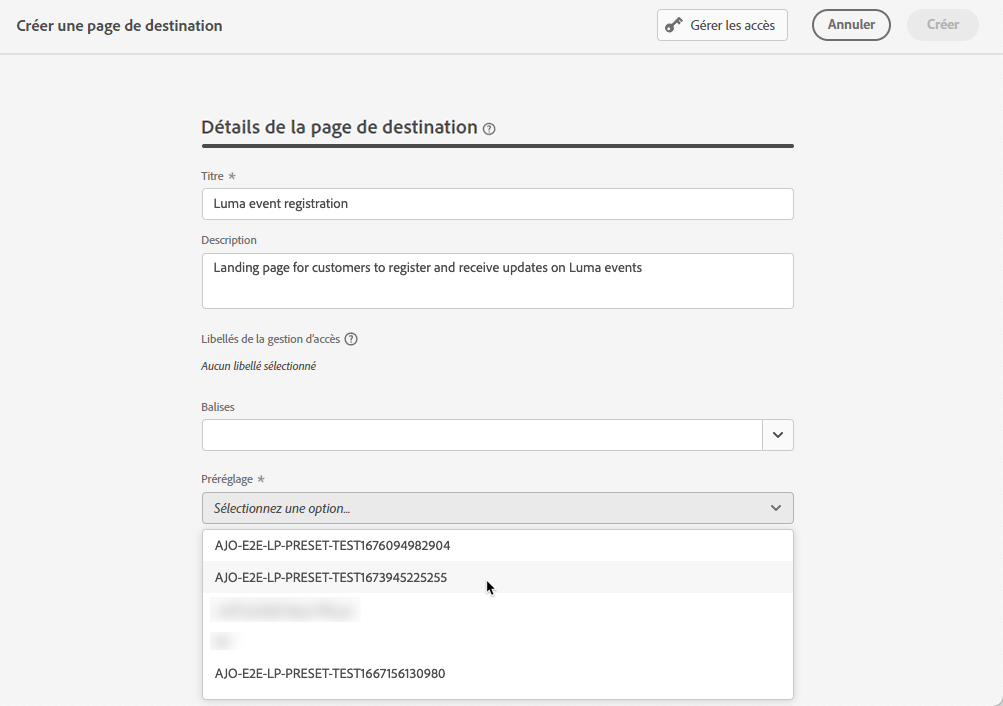 Créer une page de destination
Gérer les accès
Annuler
Créer
Détails de la page de destination
Titre *
Luma event registration
Description
Landing page for customers to register and receive updates on Luma events
Libellés de la gestion d'accès
Aucun libellé sélectionné
Balises
Préréglage *
Sélectionnez une option...
AJO-E2E-LP-PRESET-TEST1676094982904
AJO-E2E-LP-PRESET-TEST1673945225255
AJO-E2E-LP-PRESET-TEST1667156130980